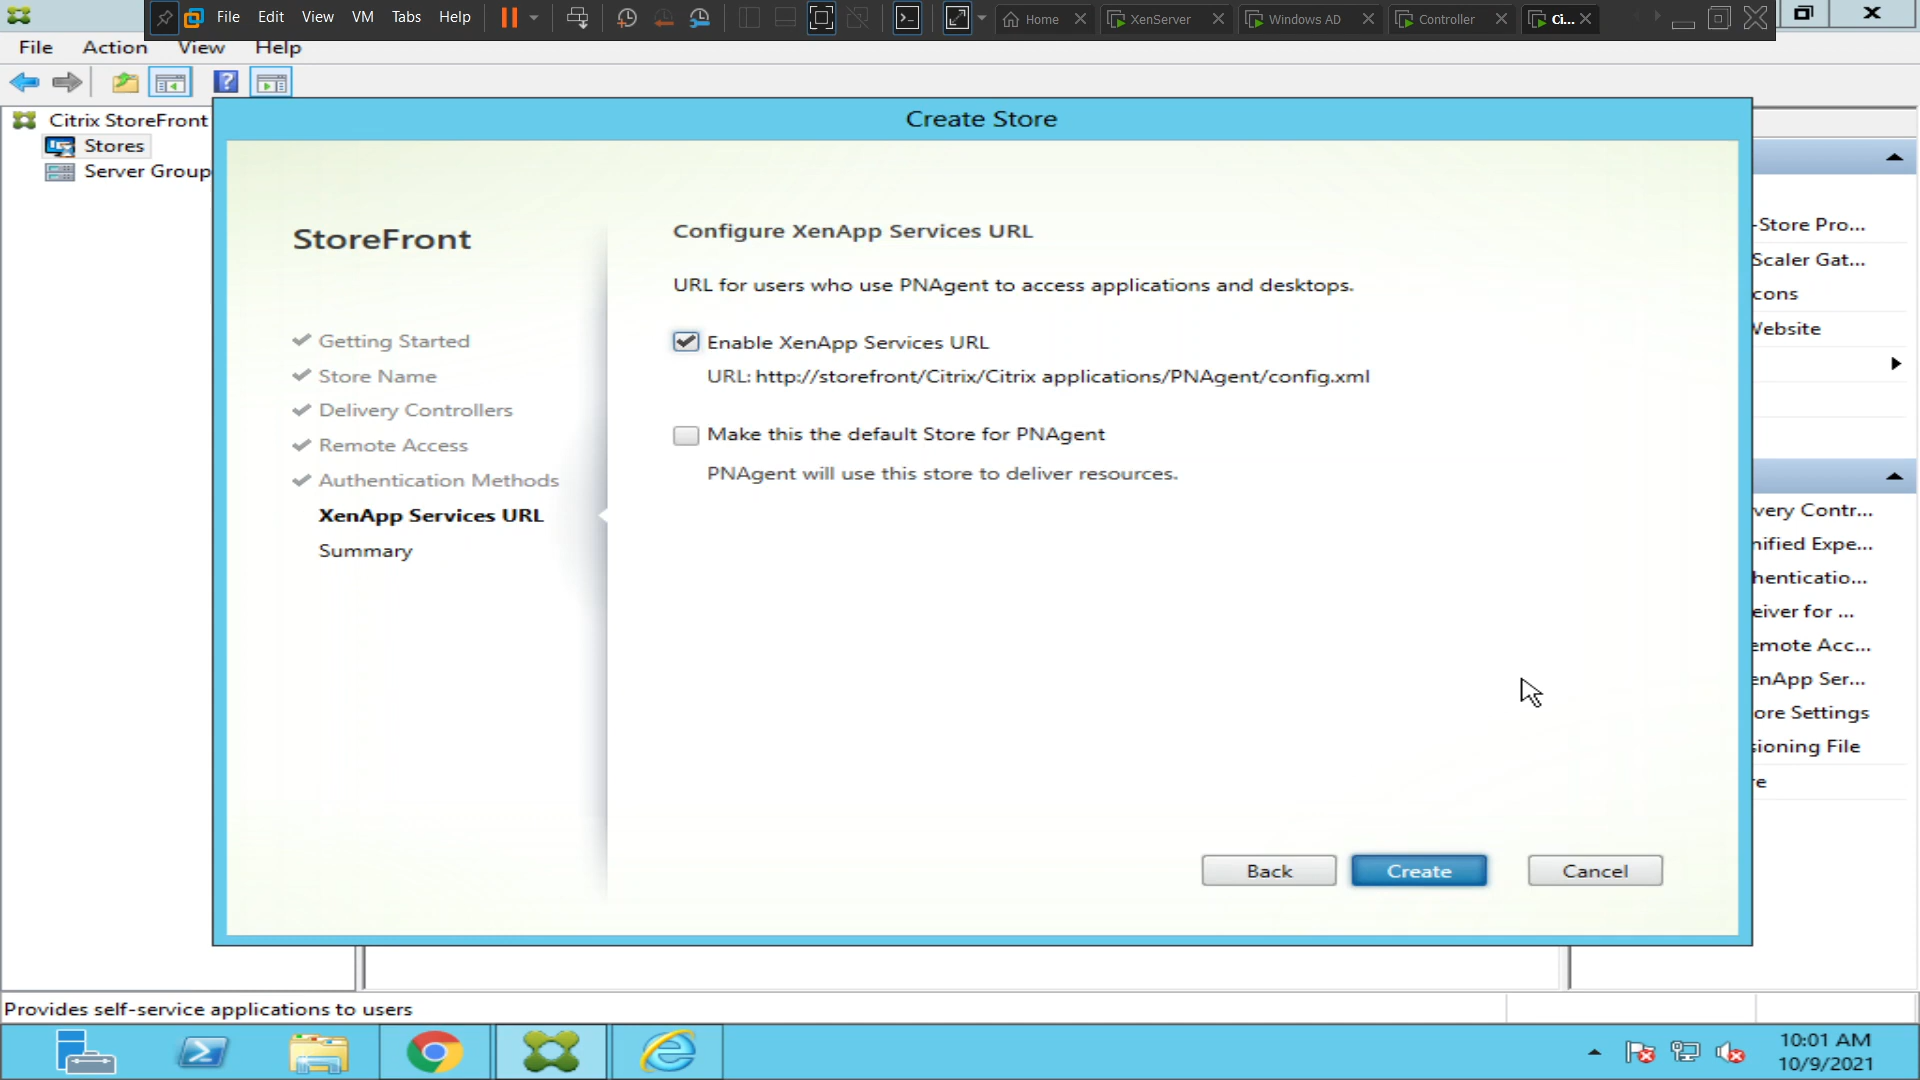 File Edit View VM Tabs Help
Home
XenServer
Windows AD
Controller
Ci...
File Action View Help
Citrix StoreFront
Stores
Server Group
Create Store
StoreFront
Getting Started
Store Name
Delivery Controllers
Remote Access
Authentication Methods
XenApp Services URL
Summary
Configure XenApp Services URL
URL for users who use PNAgent to access applications and desktops.
Enable XenApp Services URL
URL: http://storefront/Citrix/Citrix applications/PNAgent/config.xml
Make this the default Store for PNAgent
PNAgent will use this store to deliver resources.
Back
Create
Cancel
-Store Pro...
Scaler Gat...
cons
Website
very Contr...
nified Expe...
henticatio...
eiver for ...
emote Acc...
enApp Ser...
ore Settings
sioning File
re
Provides self-service applications to users
10:01 AM
10/9/2021